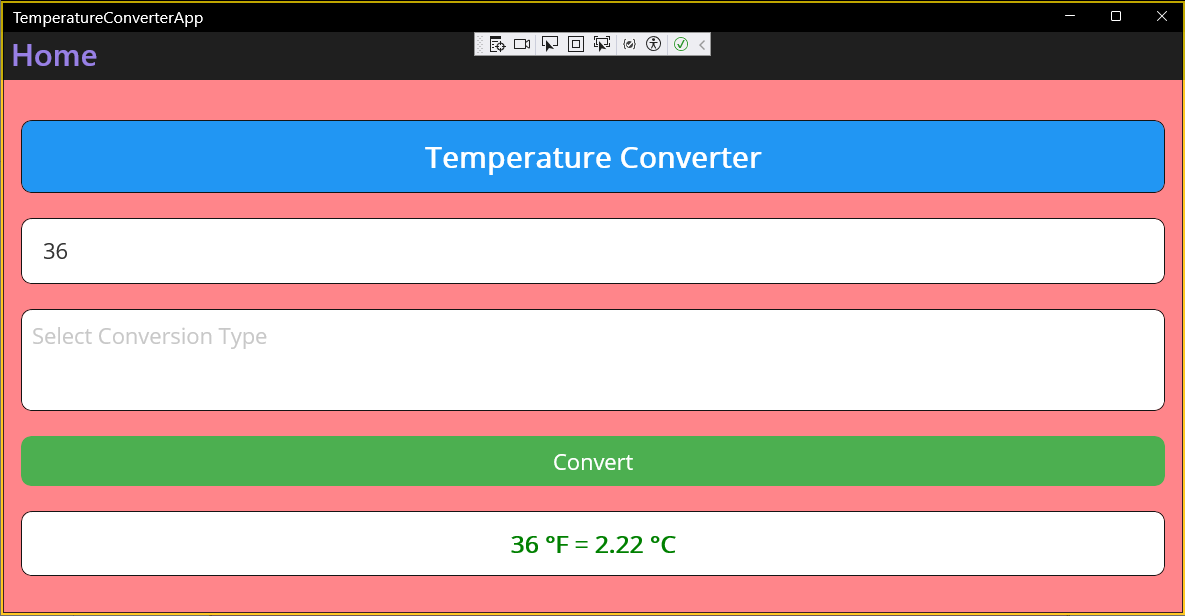 TemperatureConverterApp
Home
Temperature Converter
36
Select Conversion Type
Convert
36 °F = 2.22 °C